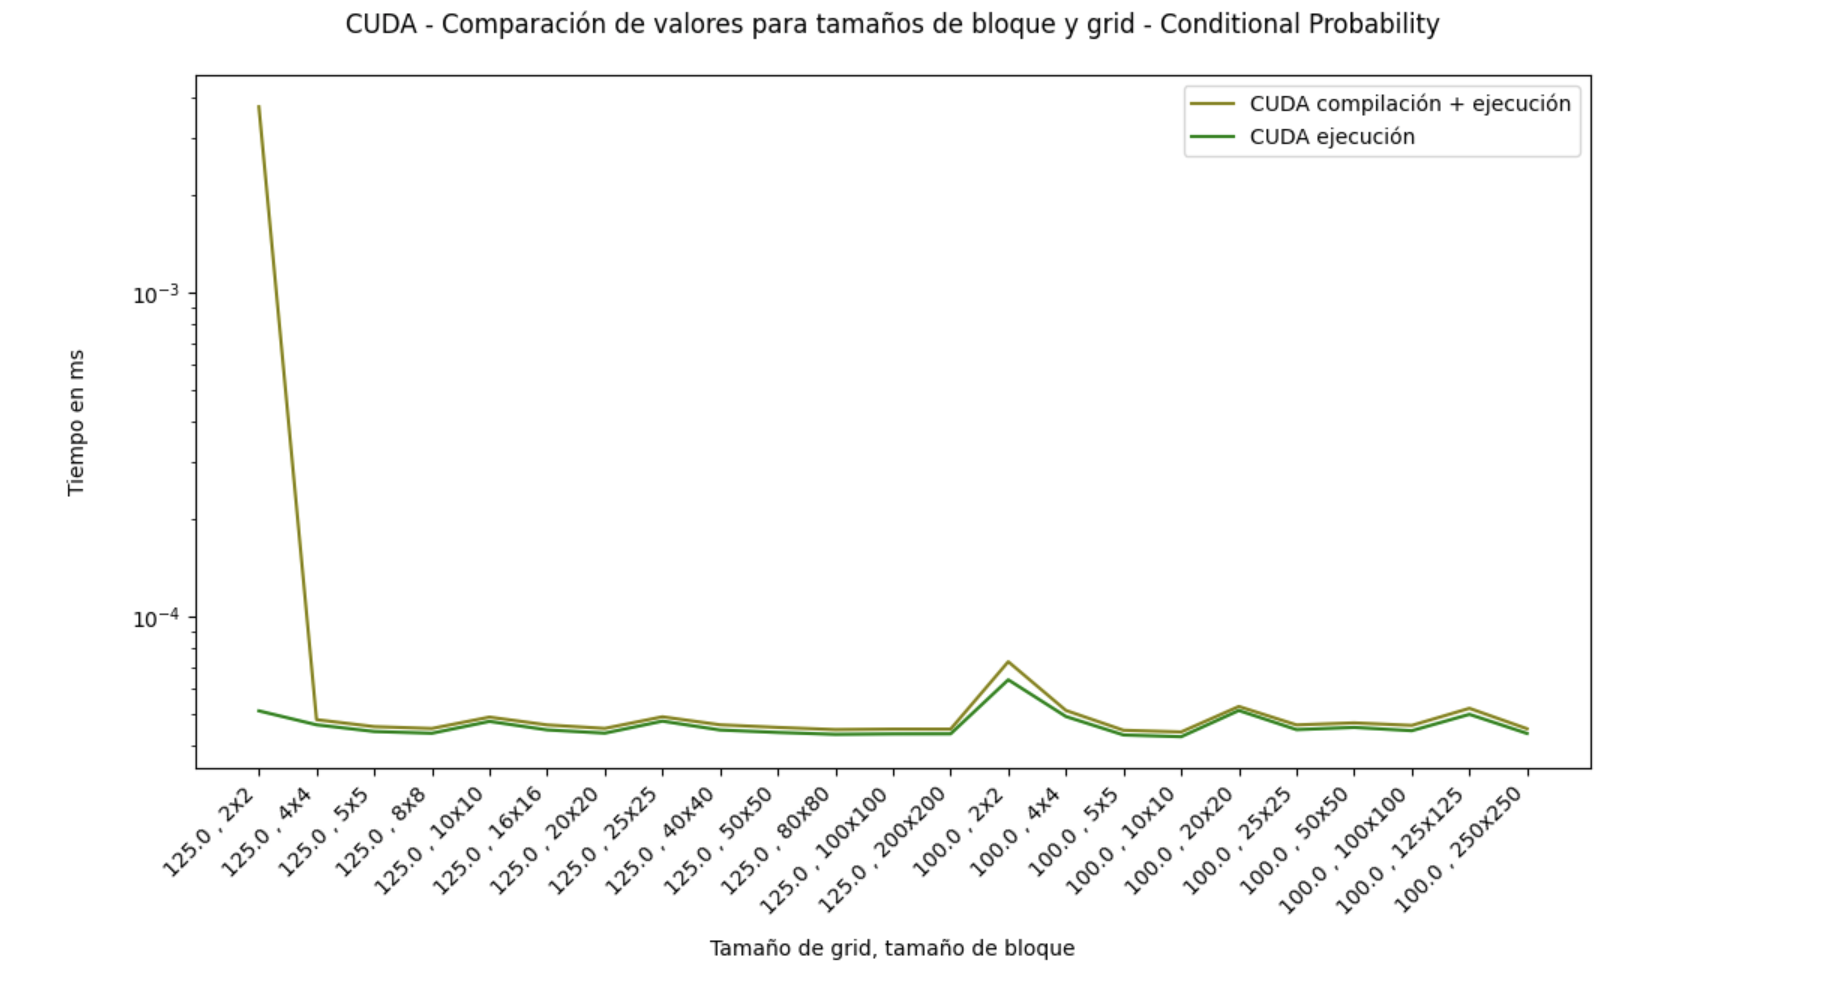 CUDA - Comparación de valores para tamaños de bloque y grid - Conditional Probability
CUDA compilación + ejecución
CUDA ejecución
Tiempo en ms
10⁻³
10⁻⁴
125.0 , 2x2
125.0 , 4x4
125.0 , 5x5
125.0 , 8x8
125.0 , 10x10
125.0 , 16x16
125.0 , 20x20
125.0 , 25x25
125.0 , 40x40
125.0 , 50x50
125.0 , 80x80
125.0 , 100x100
125.0 , 200x200
100.0 , 2x2
100.0 , 4x4
100.0 , 5x5
100.0 , 10x10
100.0 , 20x20
100.0 , 25x25
100.0 , 50x50
100.0 , 100x100
100.0 , 125x125
100.0 , 250x250
Tamaño de grid, tamaño de bloque